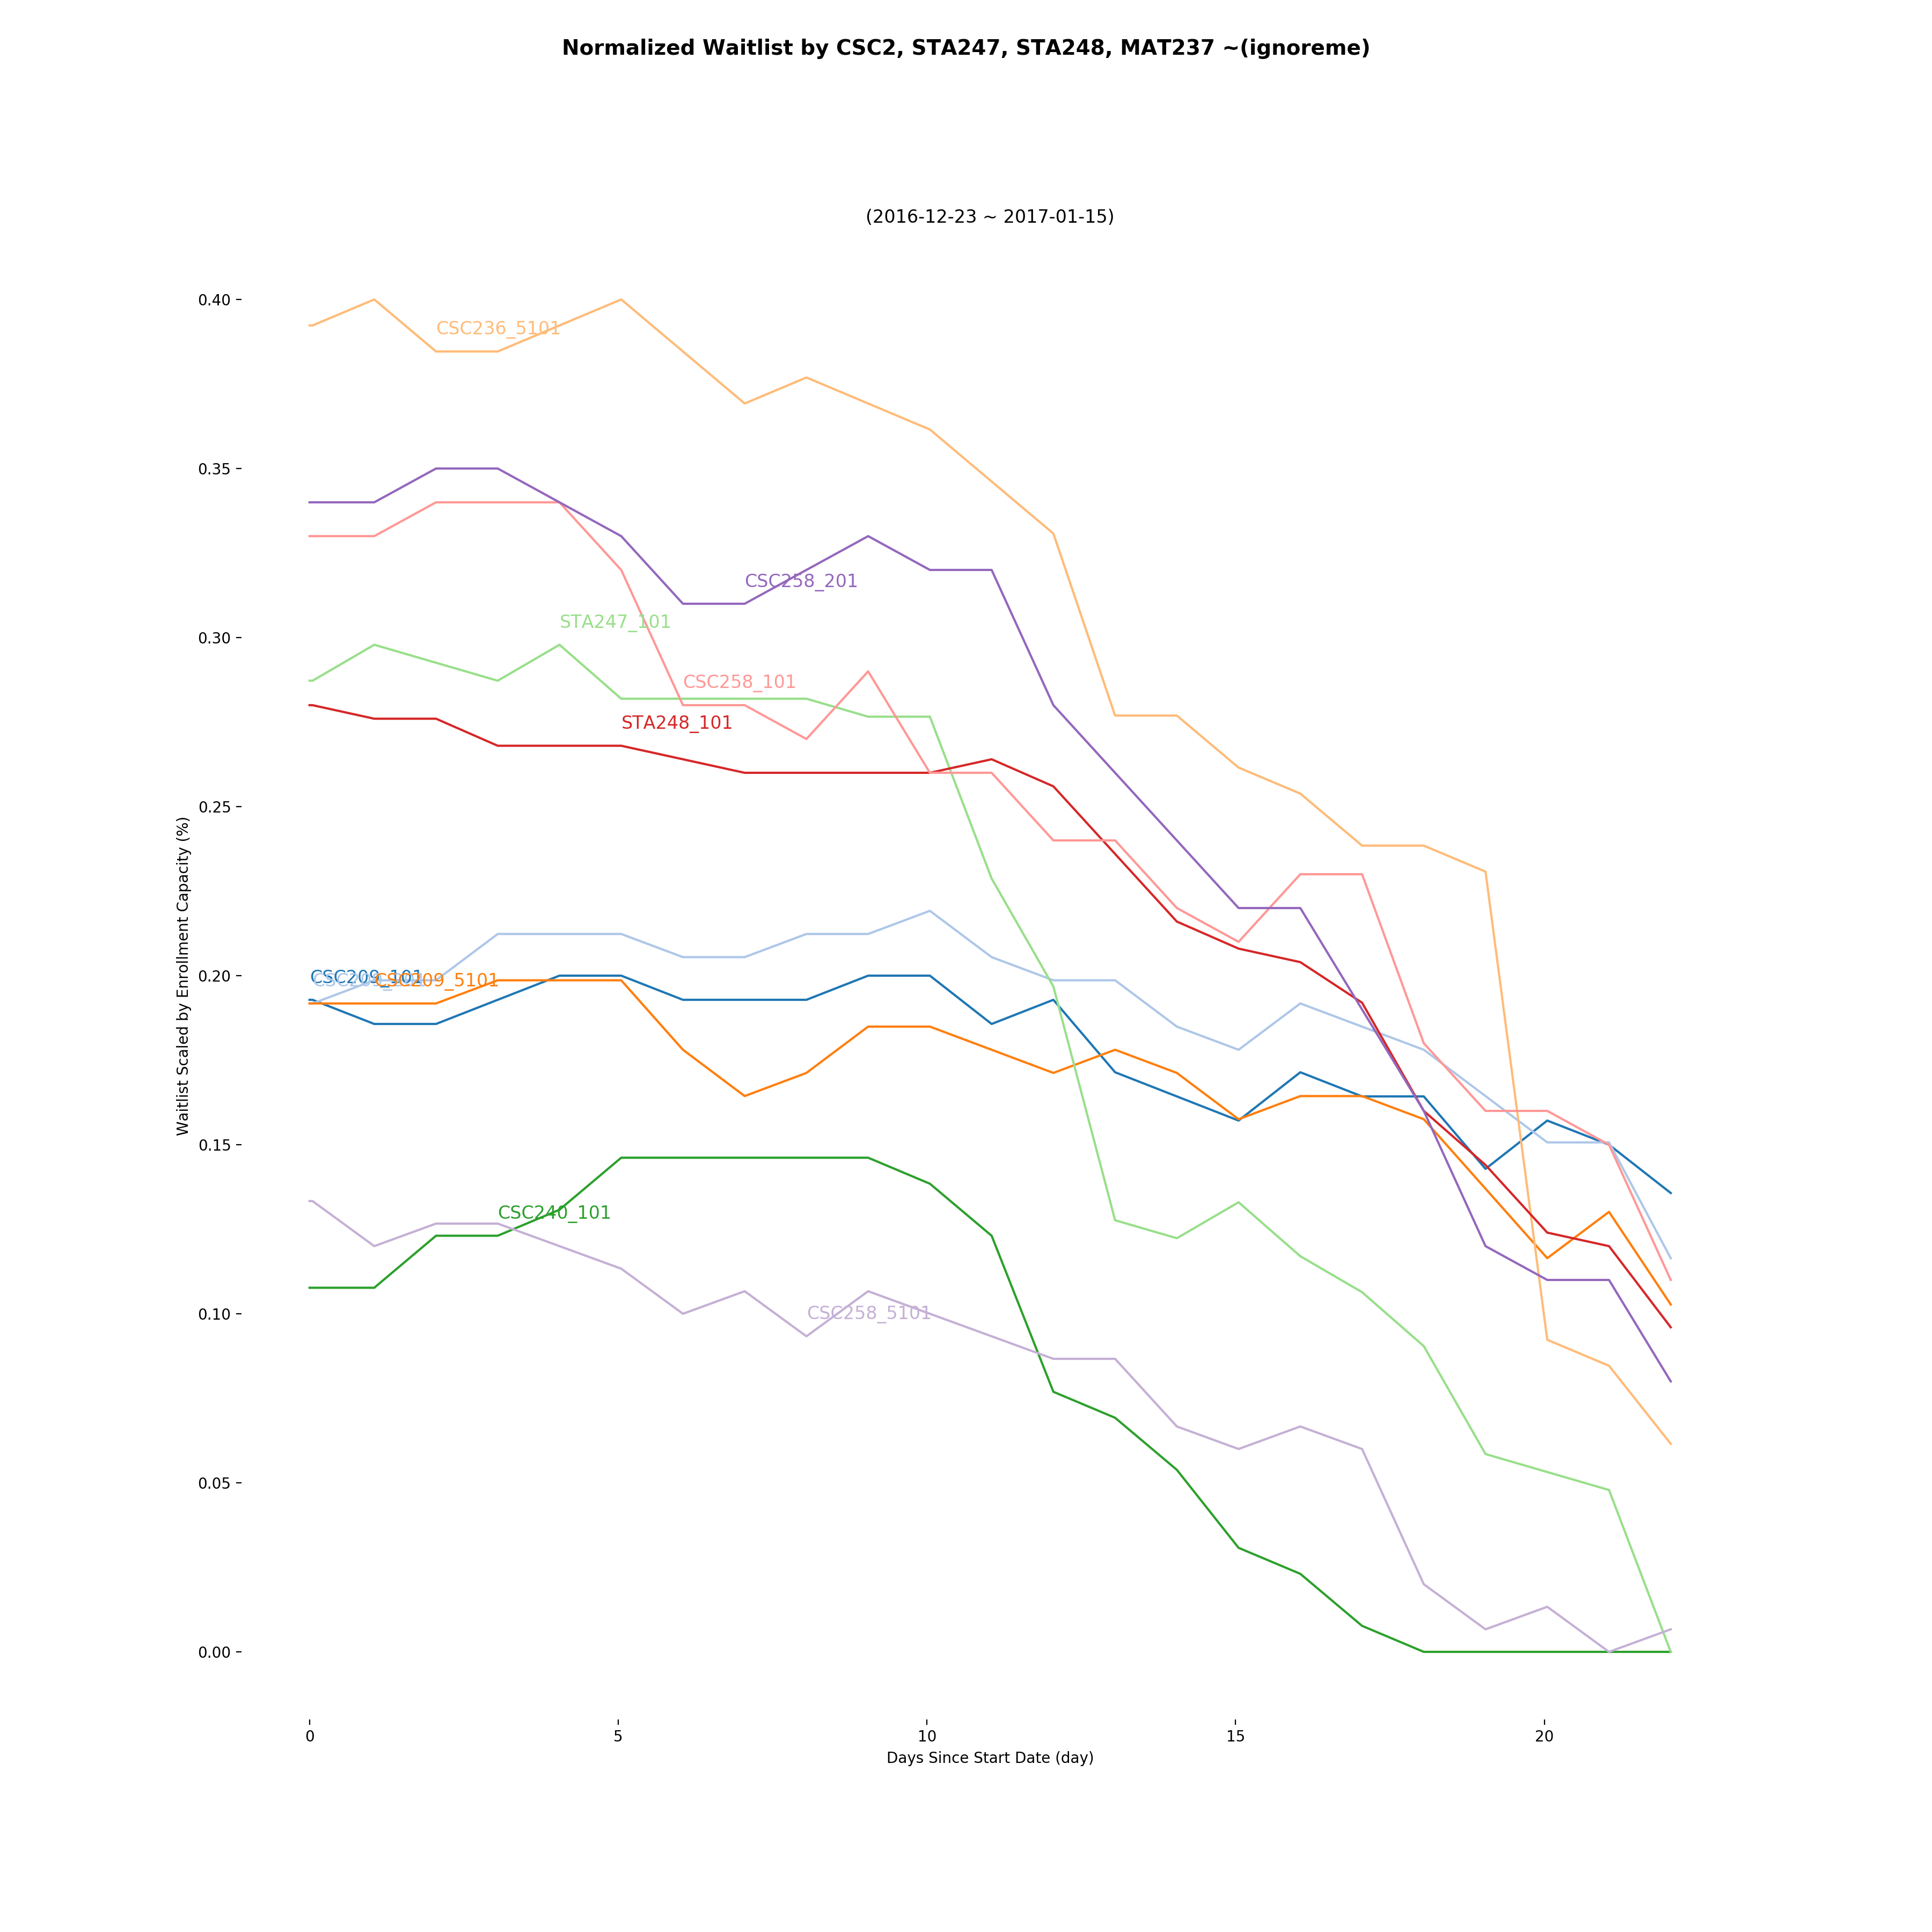 Normalized Waitlist by CSC2, STA247, STA248, MAT237 ~(ignoreme)
(2016-12-23 ~ 2017-01-15)
0.40
CSC236_5101
0.35
CSC258_201
STA247_101
0.30
CSC258_101
STA248_101
0.25
Waitlist Scaled by Enrollment Capacity (%)
0.20
CSC209_101
CSC209_5101
0.15
CSC240_101
0.10
CSC258_5101
0.05
0.00
0 5 10 15 20
Days Since Start Date (day)